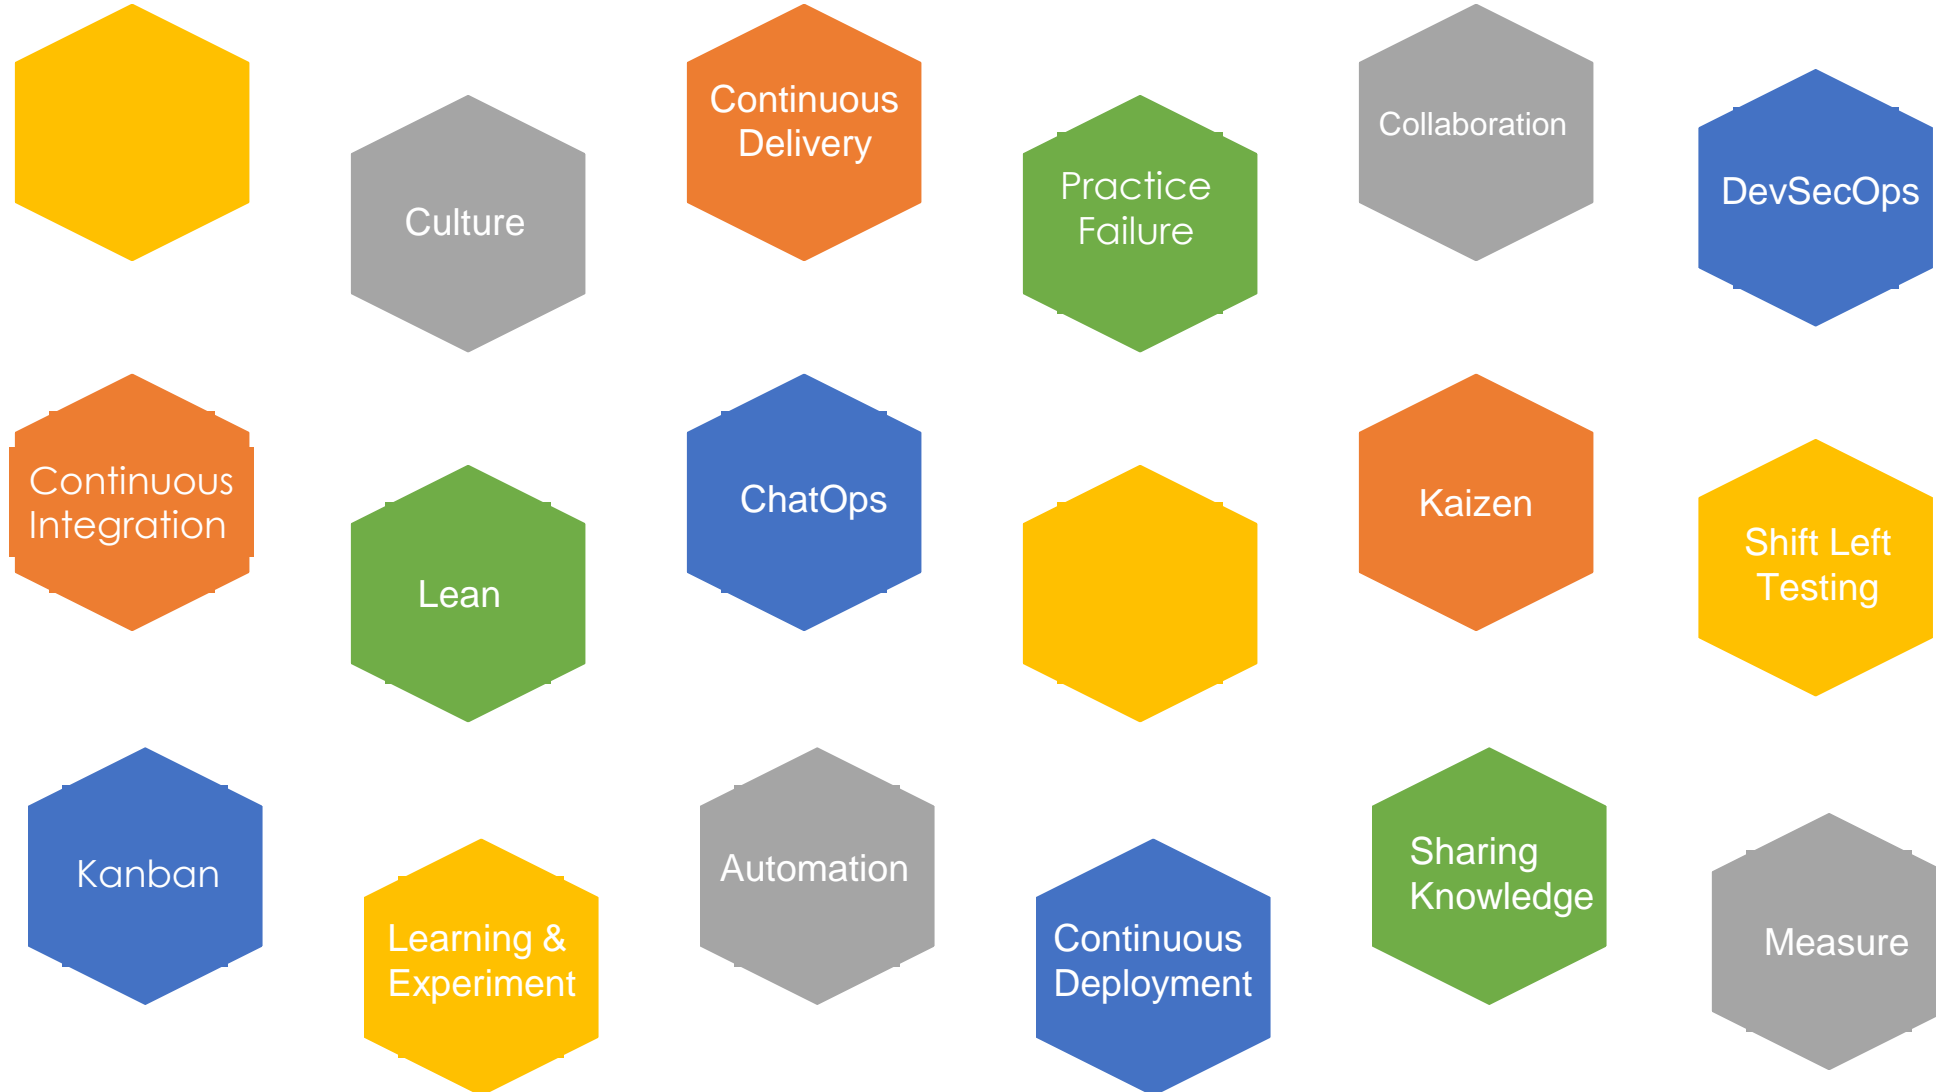 Culture
Continuous
Delivery
Practice
Failure
Collaboration
DevSecOps
Continuous
Integration
Lean
ChatOps
Kaizen
Shift Left
Testing
Kanban
Learning &
Experiment
Automation
Continuous
Deployment
Sharing
Knowledge
Measure